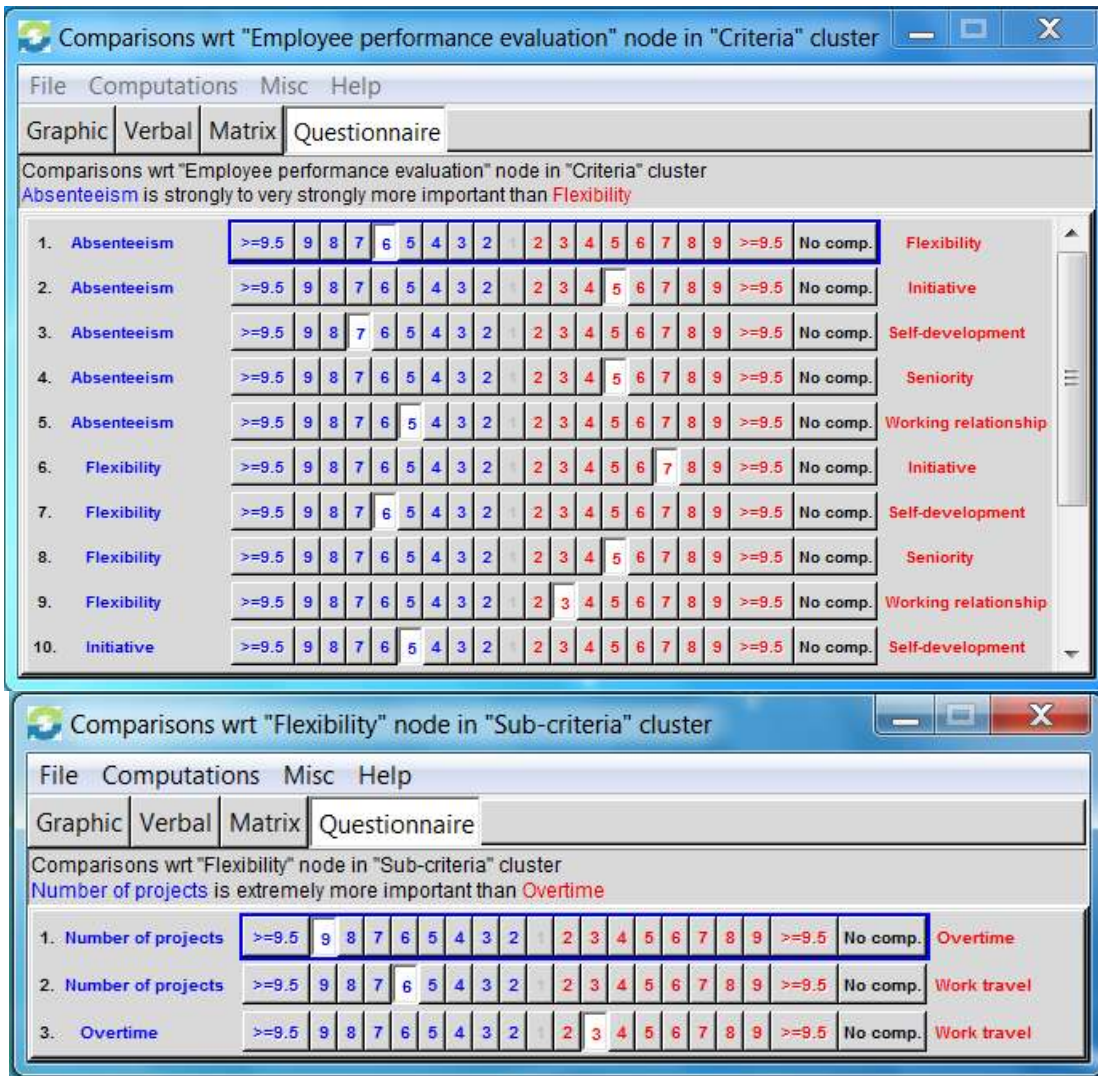 Comparisons wrt "Employee performance evaluation" node in "Criteria" cluster
File Computations Misc Help
Graphic Verbal Matrix Questionnaire
Comparisons wrt "Employee performance evaluation" node in "Criteria" cluster
Absenteeism is strongly to very strongly more important than Flexibility
1. Absenteeism >=9.5 9 8 7 6 5 4 3 2 1 2 3 4 5 6 7 8 9 >=9.5 No comp. Flexibility
2. Absenteeism >=9.5 9 8 7 6 5 4 3 2 1 2 3 4 5 6 7 8 9 >=9.5 No comp. Initiative
3. Absenteeism >=9.5 9 8 7 6 5 4 3 2 1 2 3 4 5 6 7 8 9 >=9.5 No comp. Self-development
4. Absenteeism >=9.5 9 8 7 6 5 4 3 2 1 2 3 4 5 6 7 8 9 >=9.5 No comp. Seniority
5. Absenteeism >=9.5 9 8 7 6 5 4 3 2 1 2 3 4 5 6 7 8 9 >=9.5 No comp. Working relationship
6. Flexibility >=9.5 9 8 7 6 5 4 3 2 1 2 3 4 5 6 7 8 9 >=9.5 No comp. Initiative
7. Flexibility >=9.5 9 8 7 6 5 4 3 2 1 2 3 4 5 6 7 8 9 >=9.5 No comp. Self-development
8. Flexibility >=9.5 9 8 7 6 5 4 3 2 1 2 3 4 5 6 7 8 9 >=9.5 No comp. Seniority
9. Flexibility >=9.5 9 8 7 6 5 4 3 2 1 2 3 4 5 6 7 8 9 >=9.5 No comp. Working relationship
10. Initiative >=9.5 9 8 7 6 5 4 3 2 1 2 3 4 5 6 7 8 9 >=9.5 No comp. Self-development
Comparisons wrt "Flexibility" node in "Sub-criteria" cluster
File Computations Misc Help
Graphic Verbal Matrix Questionnaire
Comparisons wrt "Flexibility" node in "Sub-criteria" cluster
Number of projects is extremely more important than Overtime
1. Number of projects >=9.5 9 8 7 6 5 4 3 2 1 2 3 4 5 6 7 8 9 >=9.5 No comp. Overtime
2. Number of projects >=9.5 9 8 7 6 5 4 3 2 1 2 3 4 5 6 7 8 9 >=9.5 No comp. Work travel
3. Overtime >=9.5 9 8 7 6 5 4 3 2 1 2 3 4 5 6 7 8 9 >=9.5 No comp. Work travel